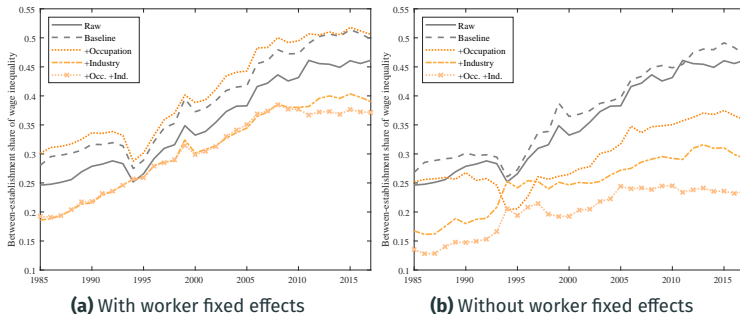 Between-establishment share of wage inequality
0.55
0.5
0.45
0.4
0.35
0.3
0.25
0.2
0.15
0.1
Raw
Baseline
+Occupation
+Industry
+Occ. +Ind.
1985
1990
1995
2000
2005
2010
2015
(a) With worker fixed effects
Between-establishment share of wage inequality
0.55
0.5
0.45
0.4
0.35
0.3
0.25
0.2
0.15
0.1
Raw
Baseline
+Occupation
+Industry
+Occ. +Ind.
1985
1990
1995
2000
2005
2010
2015
(b) Without worker fixed effects